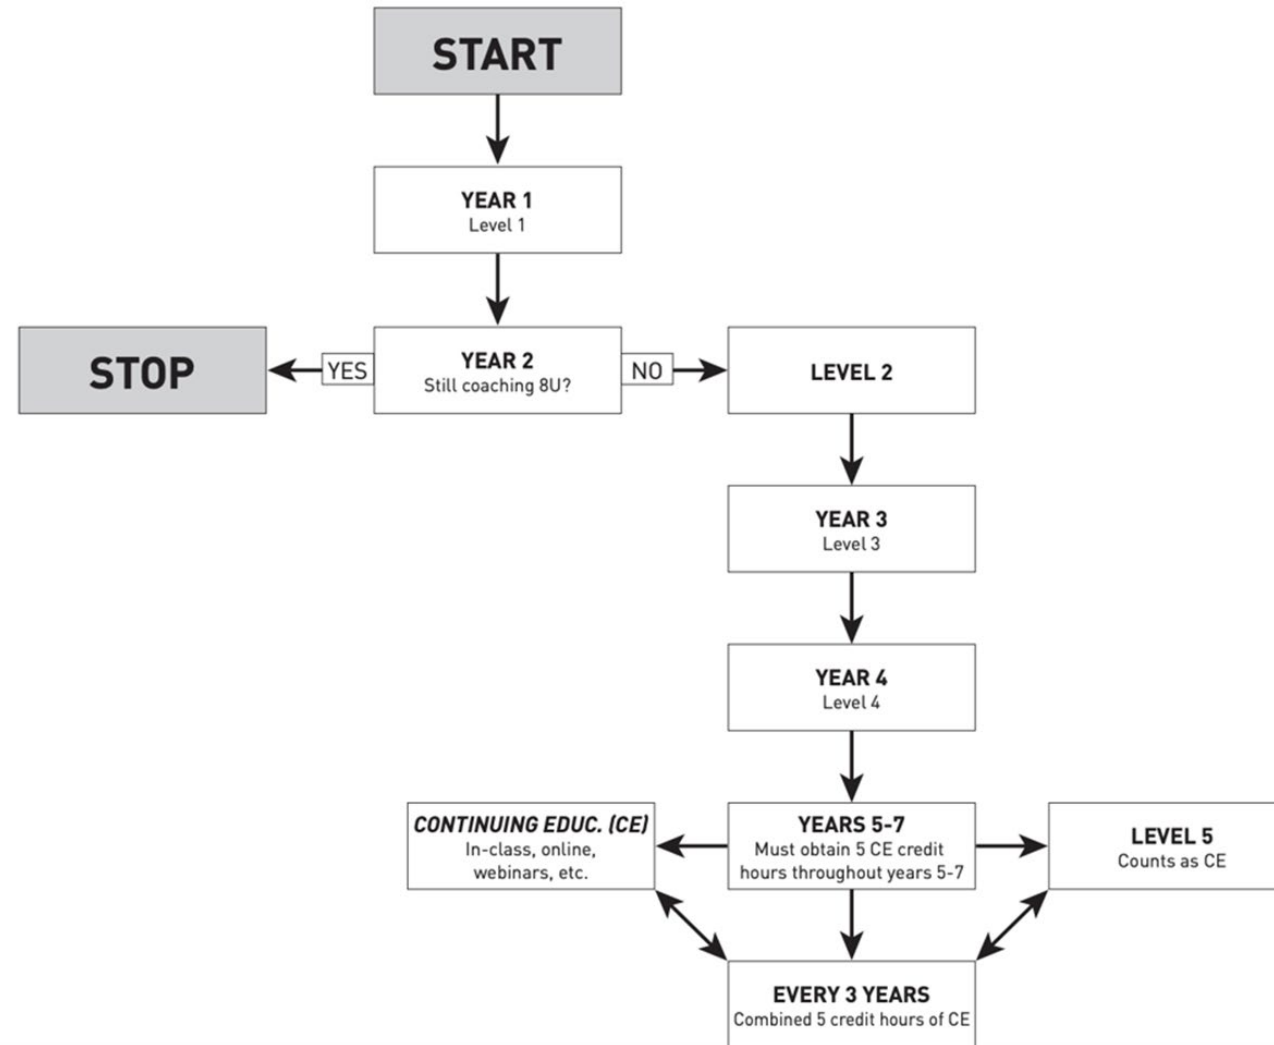 START
YEAR 1
Level 1
STOP
YES
YEAR 2
Still coaching 8U?
NO
LEVEL 2
YEAR 3
Level 3
YEAR 4
Level 4
CONTINUING EDUC. (CE)
In-class, online,
webinars, etc.
YEARS 5-7
Must obtain 5 CE credit
hours throughout years 5-7
LEVEL 5
Counts as CE
EVERY 3 YEARS
Combined 5 credit hours of CE